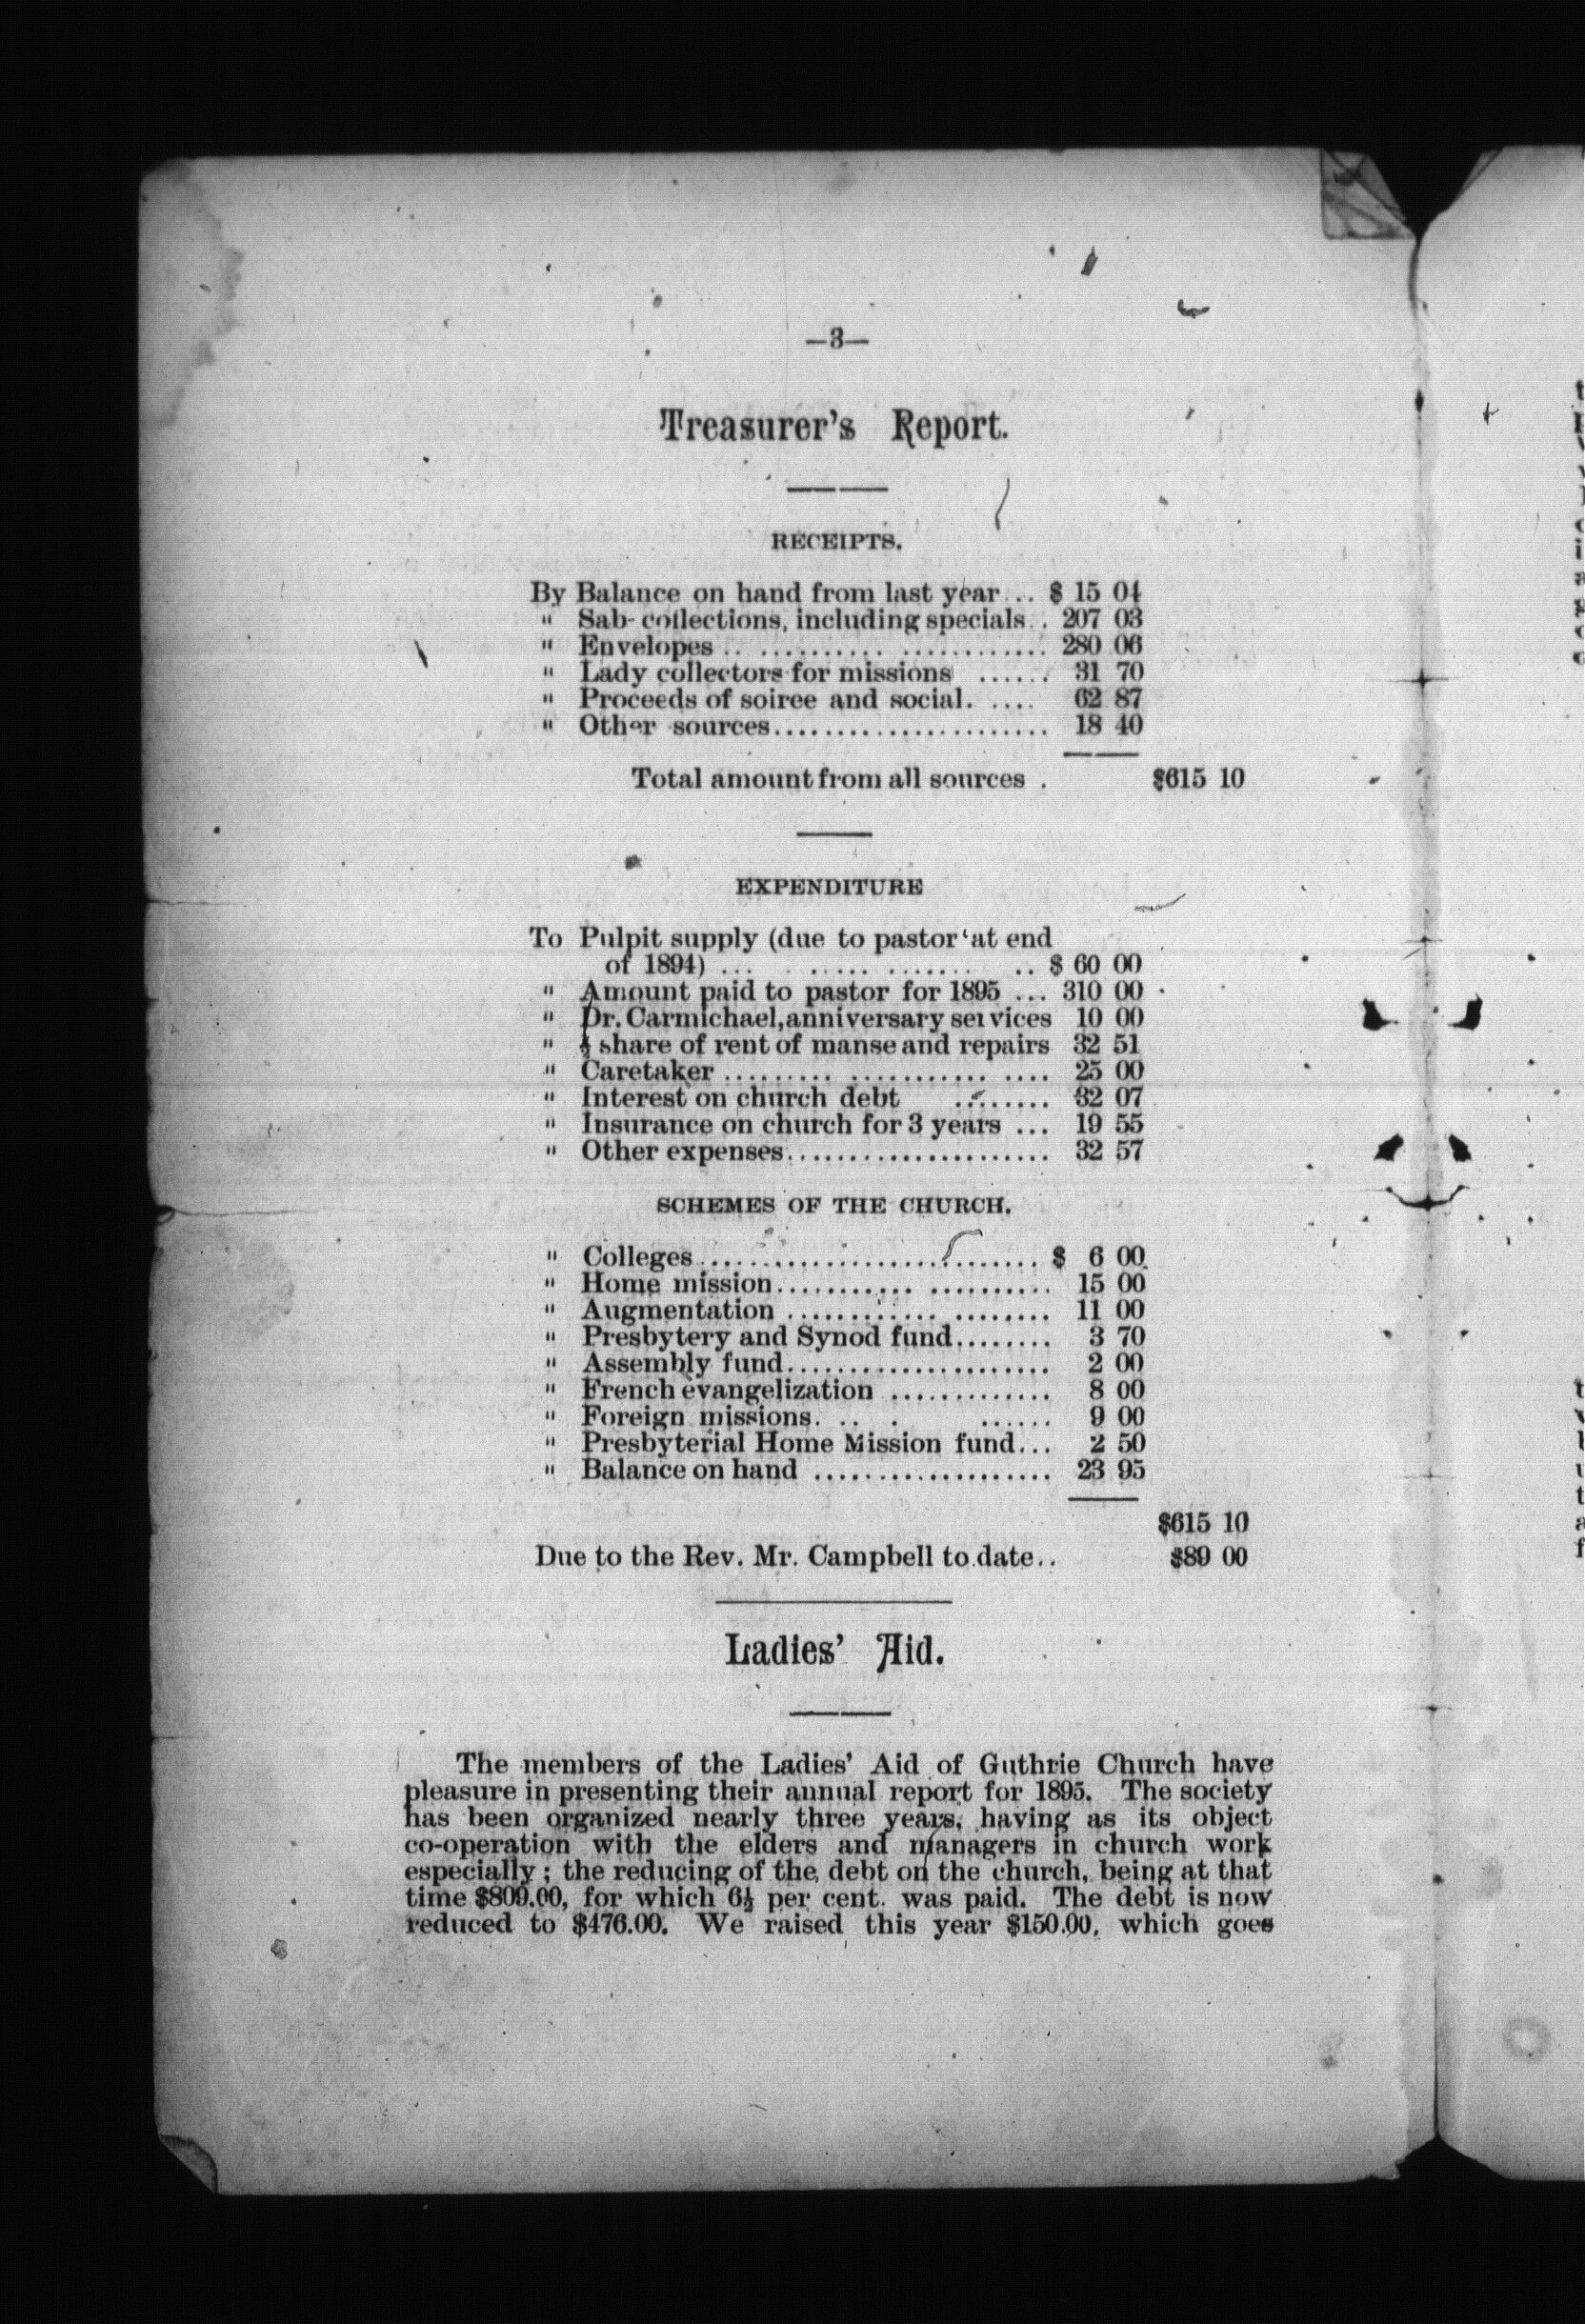 —3—
Treasurer's Report.
RECEIPTS.
By Balance on hand from last year... $ 15 04
" Sab- collections, including specials.. 207 03
" Envelopes .. .......... ............ 280 06
" Lady collectors for missions ...... 31 70
" Proceeds of soiree and social. .... 62 87
" Other sources...................... 18 40
Total amount from all sources . $615 10
EXPENDITURE
To Pulpit supply (due to pastor at end
of 1894) ... ..... ....... .. $ 60 00
" Amount paid to pastor for 1895 ... 310 00
" Dr. Carmichael, anniversary services 10 00
" share of rent of manse and repairs 32 51
" Caretaker ......... ........... .... 25 00
" Interest on church debt ........ 32 07
" Insurance on church for 3 years ... 19 55
" Other expenses..................... 32 57
SCHEMES OF THE CHURCH.
" Colleges........................... $ 6 00
" Home mission........... .......... 15 00
" Augmentation ............ ........ 11 00
" Presbytery and Synod fund........ 3 70
" Assembly fund..................... 2 00
" French evangelization ............. 8 00
" Foreign missions. .. . ...... 9 00
" Presbyterial Home Mission fund... 2 50
" Balance on hand ................... 23 95
$615 10
Due to the Rev. Mr. Campbell to date.. $89 00
Ladies' Aid.
The members of the Ladies' Aid of Guthrie Church have
pleasure in presenting their annual report for 1895. The society
has been organized nearly three years, having as its object
co-operation with the elders and managers in church work
especially ; the reducing of the debt on the church, being at that
time $809.00, for which 6½ per cent. was paid. The debt is now
reduced to $476.00. We raised this year $150.00, which goes